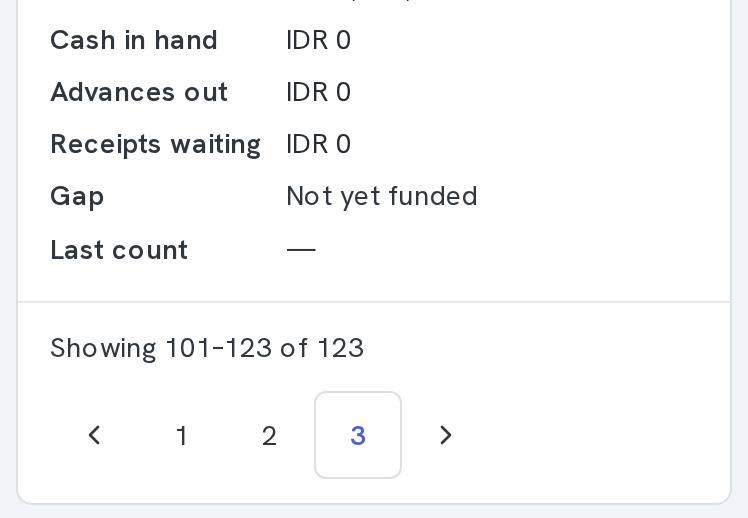 Cash in hand IDR 0
Advances out IDR 0
Receipts waiting IDR 0
Gap Not yet funded
Last count —
Showing 101–123 of 123
1 2 3